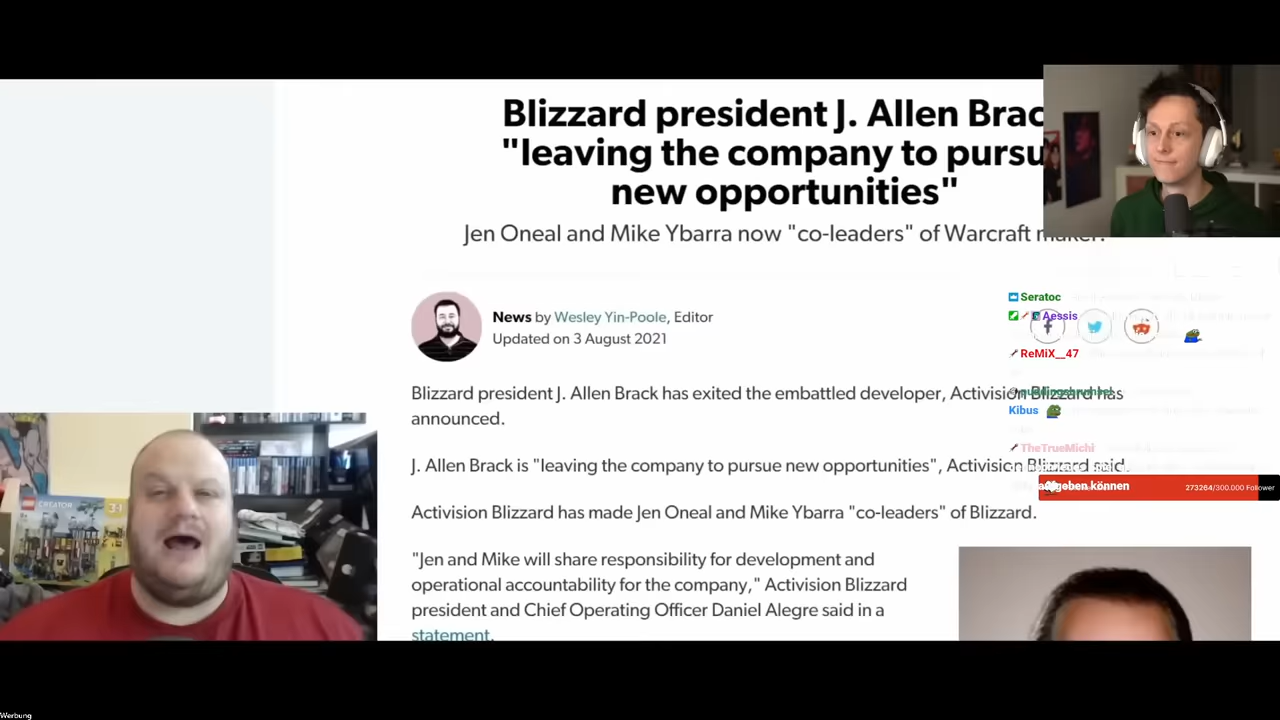 Blizzard president J. Allen Brac
"leaving the company to pursu
new opportunities"
Jen Oneal and Mike Ybarra now "co-leaders" of Warcraft maker.
News by Wesley Yin-Poole, Editor
Updated on 3 August 2021
Blizzard president J. Allen Brack has exited the embattled developer, Activision Blizzard has
announced.
J. Allen Brack is "leaving the company to pursue new opportunities", Activision Blizzard said.
Activision Blizzard has made Jen Oneal and Mike Ybarra "co-leaders" of Blizzard.
"Jen and Mike will share responsibility for development and
operational accountability for the company," Activision Blizzard
president and Chief Operating Officer Daniel Alegre said in a
statement.
Seratoc
Aessis
ReMiX__47
Kibus
TheTrueMichi
geben können
273264/300.000 Follower
CREATOR
Werbung